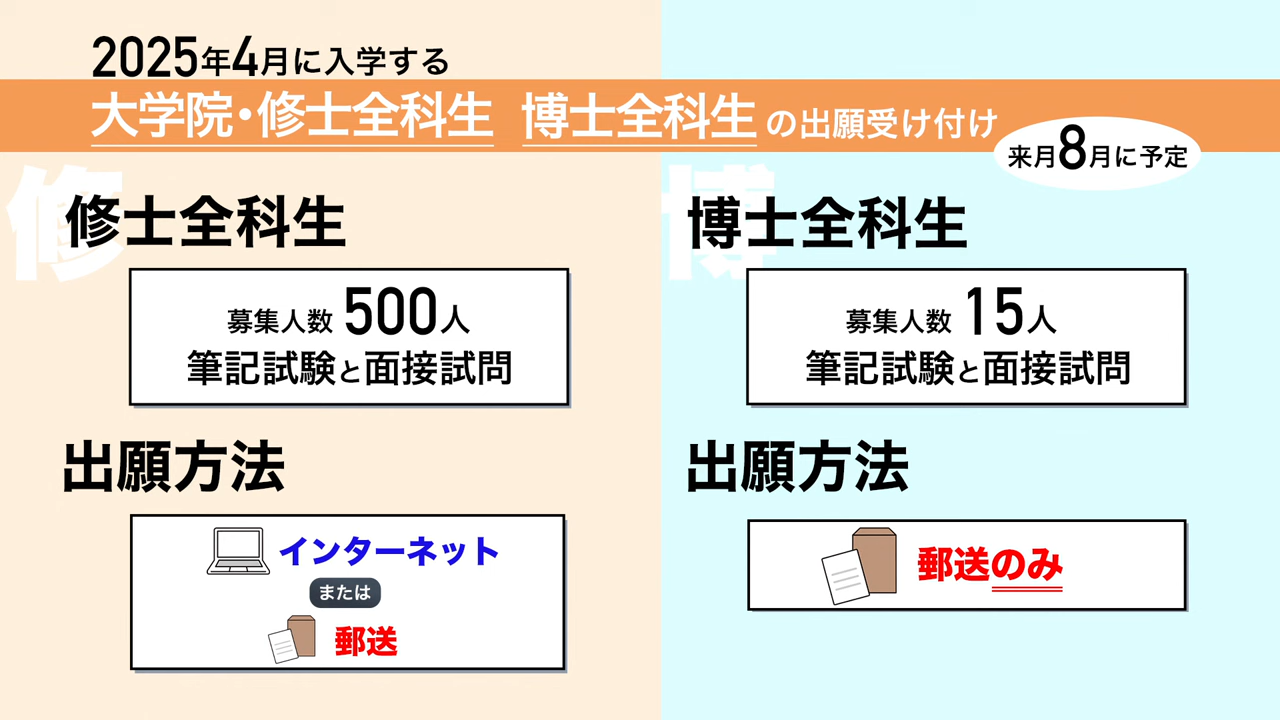 2025年4月に入学する
大学院・修士全科生 博士全科生の出願受け付け
来月8月に予定
修
修士全科生
募集人数 500人
筆記試験と面接試問
出願方法
インターネット
または
郵送
博
博士全科生
募集人数 15人
筆記試験と面接試問
出願方法
郵送のみ